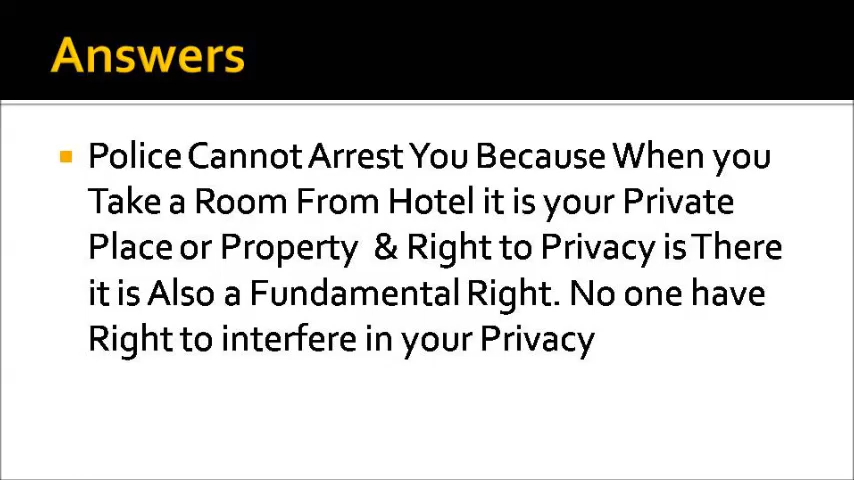 Answers
Police Cannot Arrest You Because When you
Take a Room From Hotel it is your Private
Place or Property & Right to Privacy is There
it is Also a Fundamental Right. No one have
Right to interfere in your Privacy